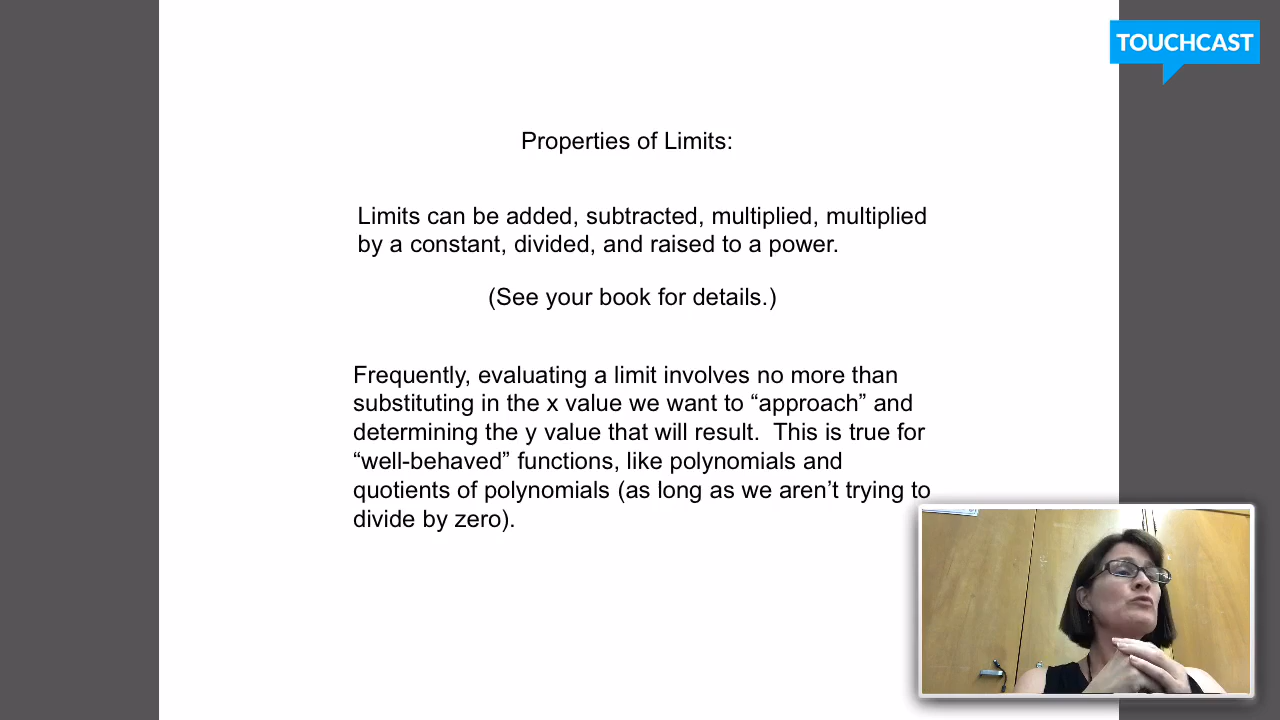 TOUCHCAST
Properties of Limits:
Limits can be added, subtracted, multiplied, multiplied
by a constant, divided, and raised to a power.
(See your book for details.)
Frequently, evaluating a limit involves no more than
substituting in the x value we want to “approach” and
determining the y value that will result.  This is true for
“well-behaved” functions, like polynomials and
quotients of polynomials (as long as we aren’t trying to
divide by zero).